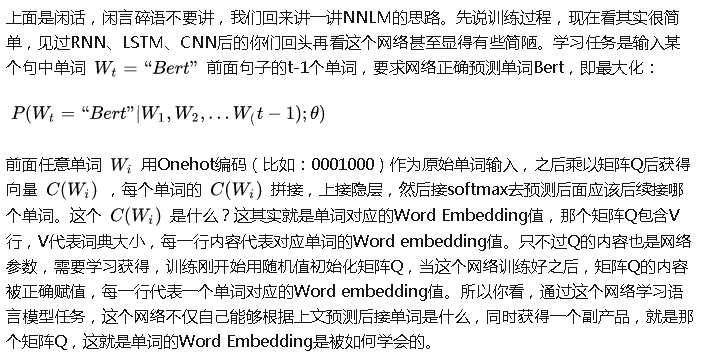 上面是闲话，闲言碎语不要讲，我们回来讲一讲NNLM的思路。先说训练过程，现在看其实很简
单，见过RNN、LSTM、CNN后的你们回头再看这个网络甚至显得有些简陋。学习任务是输入某
个句中单词 W_t = “Bert” 前面句子的t-1个单词，要求网络正确预测单词Bert，即最大化：
P(W_t = “Bert”|W_1, W_2, … W_(t − 1); θ)
前面任意单词 W_i 用Onehot编码（比如：0001000）作为原始单词输入，之后乘以矩阵Q后获得
向量 C(W_i) ，每个单词的 C(W_i) 拼接，上接隐层，然后接softmax去预测后面应该后续接哪
个单词。这个 C(W_i) 是什么？这其实就是单词对应的Word Embedding值，那个矩阵Q包含V
行，V代表词典大小，每一行内容代表对应单词的Word embedding值。只不过Q的内容也是网络
参数，需要学习获得，训练刚开始用随机值初始化矩阵Q，当这个网络训练好之后，矩阵Q的内容
被正确赋值，每一行代表一个单词对应的Word embedding值。所以你看，通过这个网络学习语
言模型任务，这个网络不仅自己能够根据上文预测后接单词是什么，同时获得一个副产品，就是那
个矩阵Q，这就是单词的Word Embedding是被如何学会的。